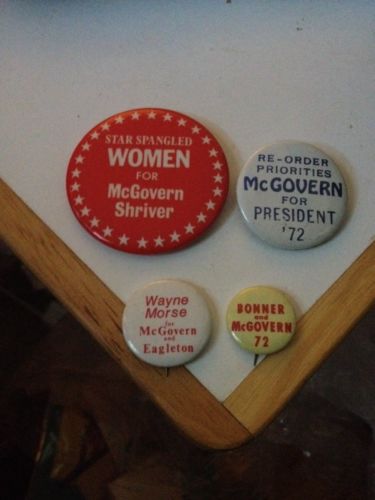 STAR SPANGLED
WOMEN
FOR
McGovern
Shriver
RE-ORDER
PRIORITIES
McGOVERN
FOR
PRESIDENT
'72
Wayne
Morse
for
McGovern
and
Eagleton
BONNER
and
McGOVERN
72